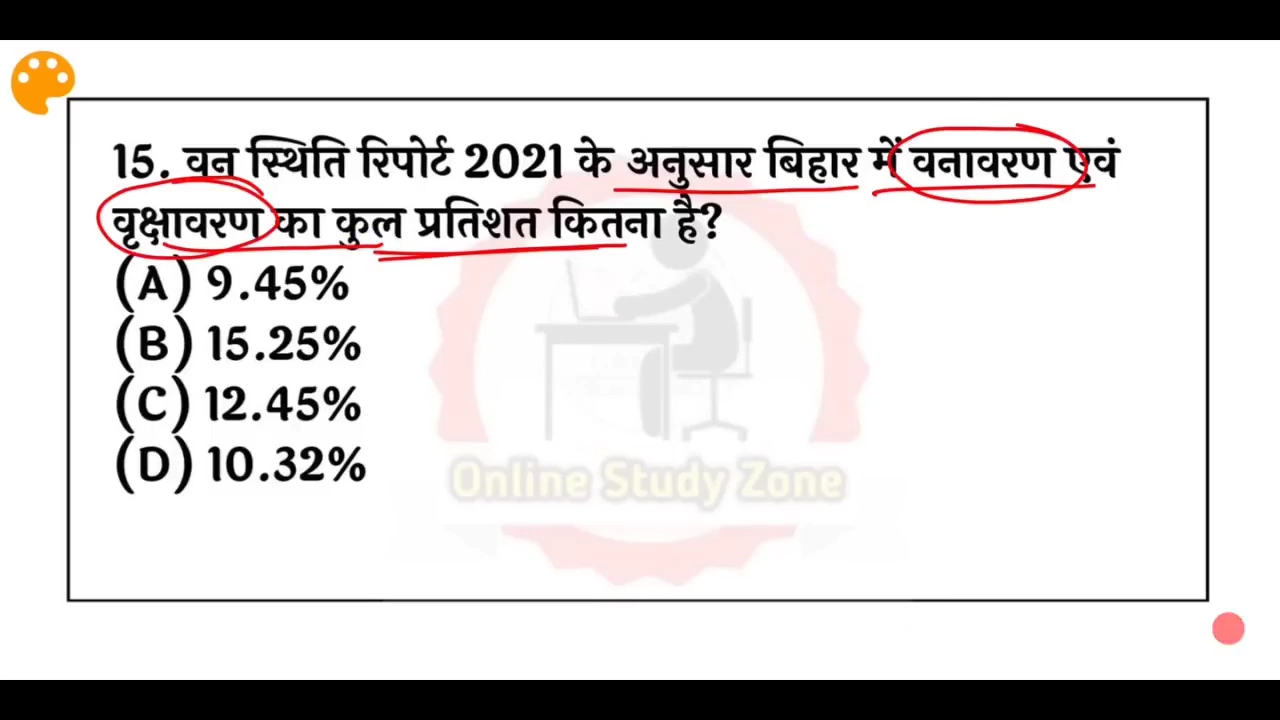 15. वन स्थिति रिपोर्ट 2021 के अनुसार बिहार में वनावरण एवं
वृक्षावरण का कुल प्रतिशत कितना है?
(A) 9.45%
(B) 15.25%
(C) 12.45%
(D) 10.32%
Online Study Zone